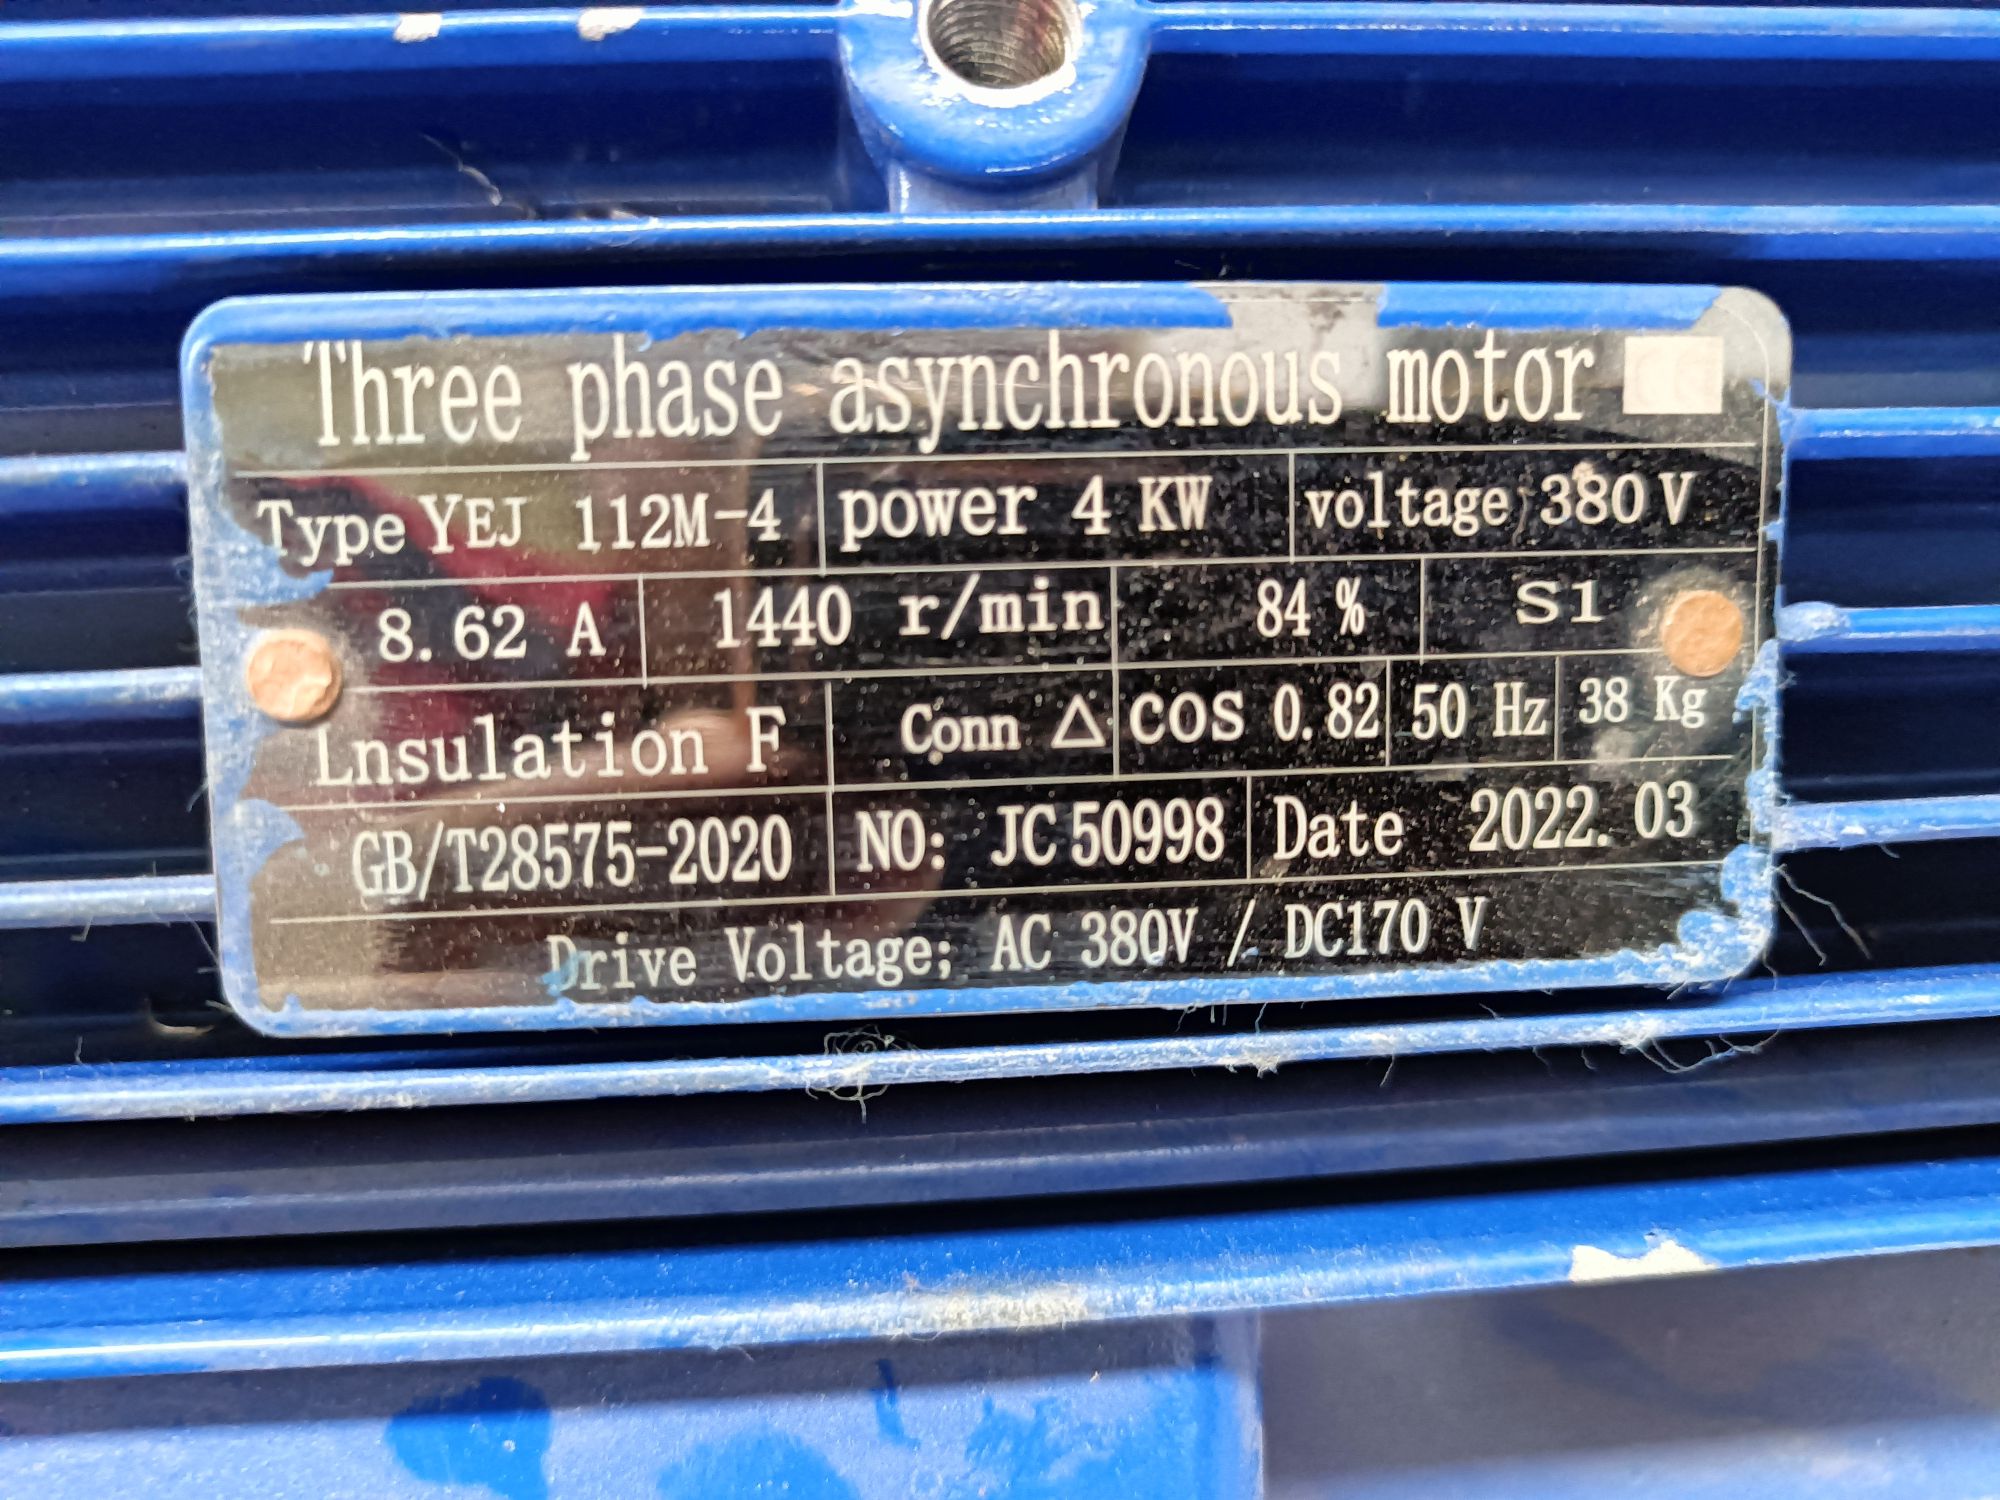 Three phase asynchronous motor
Type YEJ 112M-4 power 4 KW voltage 380 V
8.62 A 1440 r/min 84 % S1
Lnsulation F Conn △ COS 0.82 50 Hz 38 Kg
GB/T28575-2020 NO: JC 50998 Date 2022.03
Drive Voltage; AC 380V / DC170 V